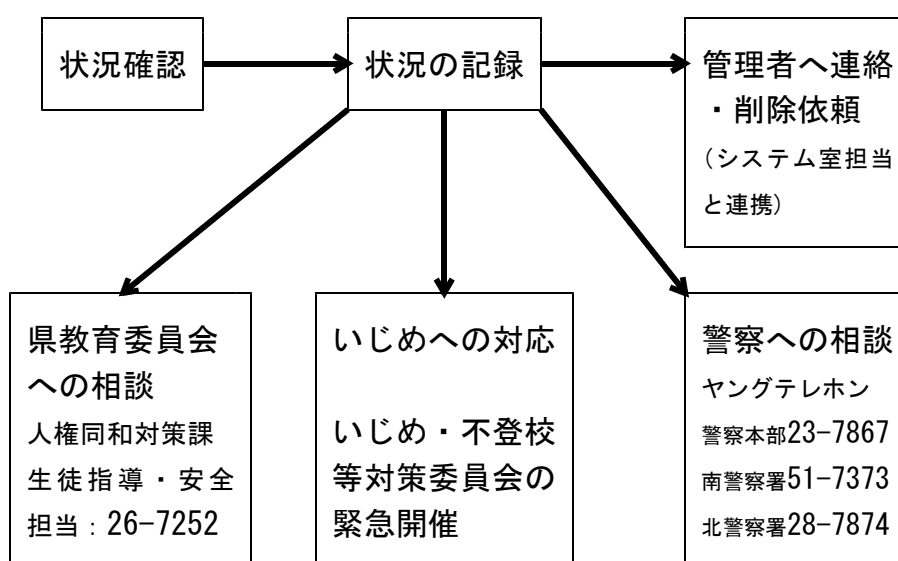 状況確認
状況の記録
管理者へ連絡
・削除依頼
(システム室担当
と連携)
県教育委員会
への相談
人権同和対策課
生徒指導・安全
担当：26-7252
いじめへの対応
いじめ・不登校
等対策委員会の
緊急開催
警察への相談
ヤングテレホン
警察本部23-7867
南警察署51-7373
北警察署28-7874